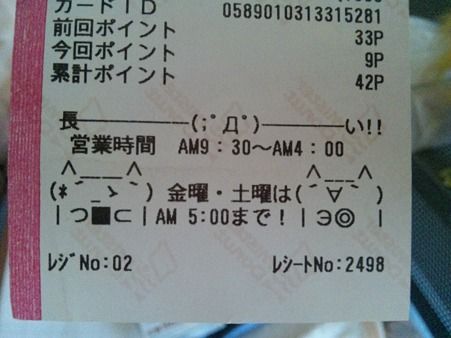 カードID 0589010313315281
前回ポイント 33P
今回ポイント 9P
累計ポイント 42P
長―――――(;ﾟДﾟ)――――い!!
営業時間 AM9:30～AM4:00
∧＿＿∧ ∧＿＿∧
(*´_ゝ`) 金曜・土曜は(´∀`)
|つ■⊂|AM 5:00まで!|∋◎ |
ﾚｼﾞNo:02 ﾚｼｰﾄNo:2498